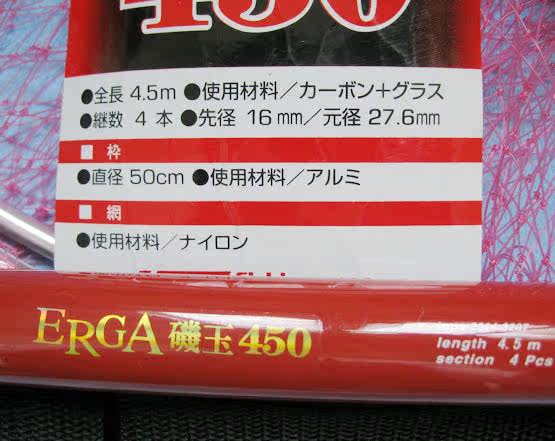 450
●全長 4.5m ●使用材料／カーボン+グラス
●継数 4 本 ●先径 16mm／元径 27.6mm
■ 枠
●直径 50cm ●使用材料／アルミ
■ 網
●使用材料／ナイロン
ERGA 磯玉 450
length 4.5 m
section 4 Pcs